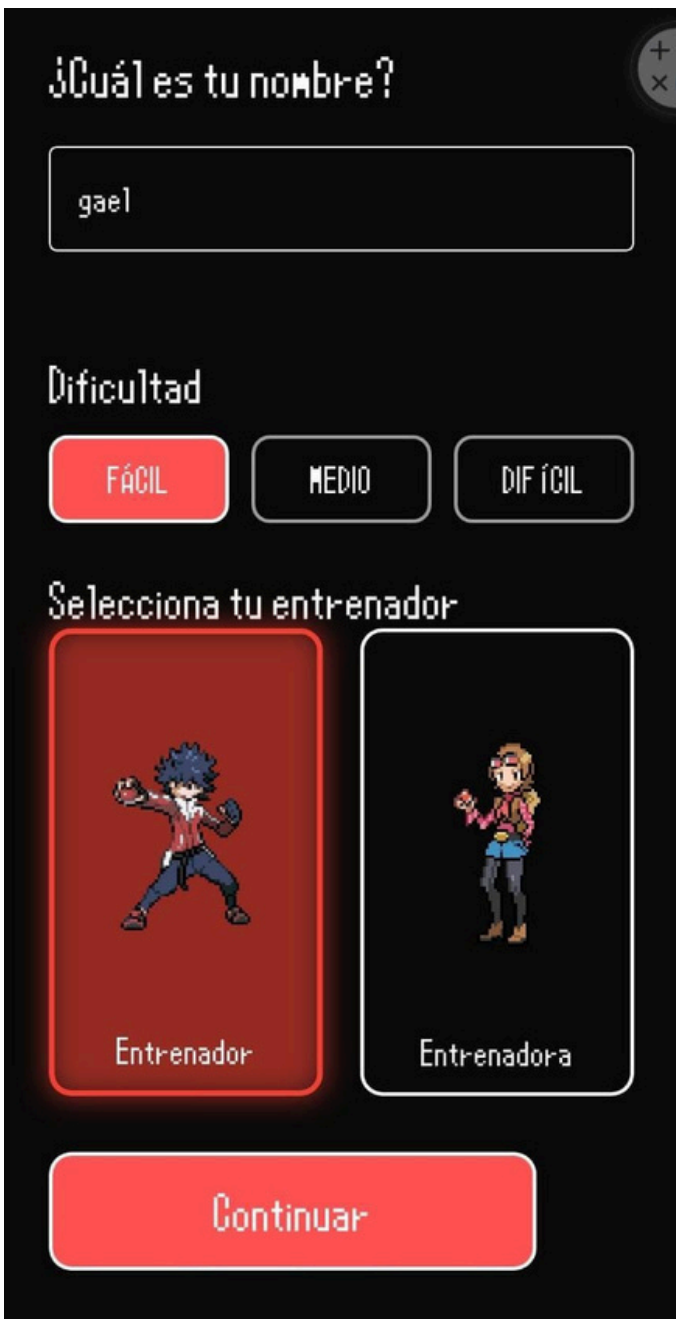 ¿Cuál es tu nombre?
gael
Dificultad
FÁCIL
MEDIO
DIFÍCIL
Selecciona tu entrenador
Entrenador
Entrenadora
Continuar